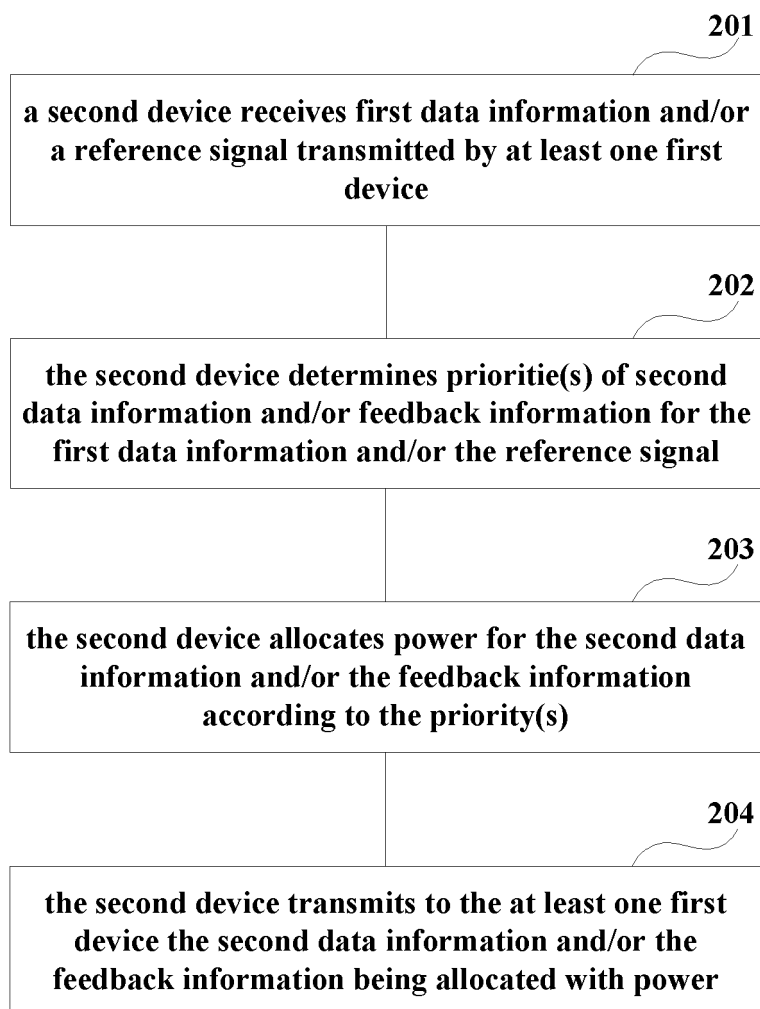 201
a second device receives first data information and/or
a reference signal transmitted by at least one first
device
202
the second device determines prioritie(s) of second
data information and/or feedback information for the
first data information and/or the reference signal
203
the second device allocates power for the second data
information and/or the feedback information
according to the priority(s)
204
the second device transmits to the at least one first
device the second data information and/or the
feedback information being allocated with power